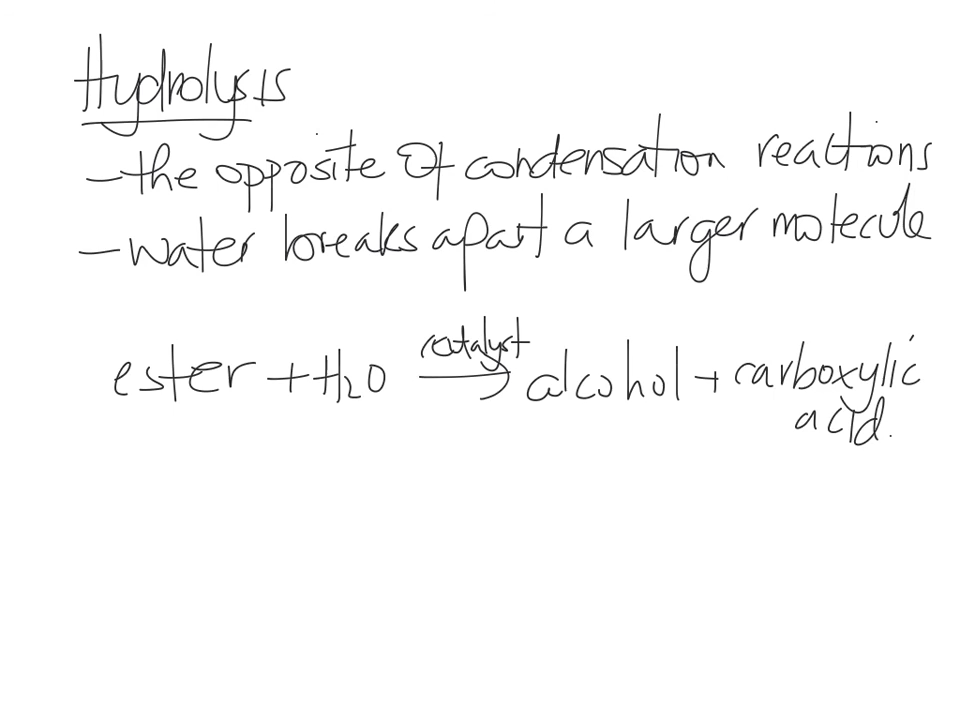 Hydrolysis
- the opposite of condensation reactions
- water breaks apart a larger molecule
catalyst
ester + H₂O → alcohol + carboxylic
acid.